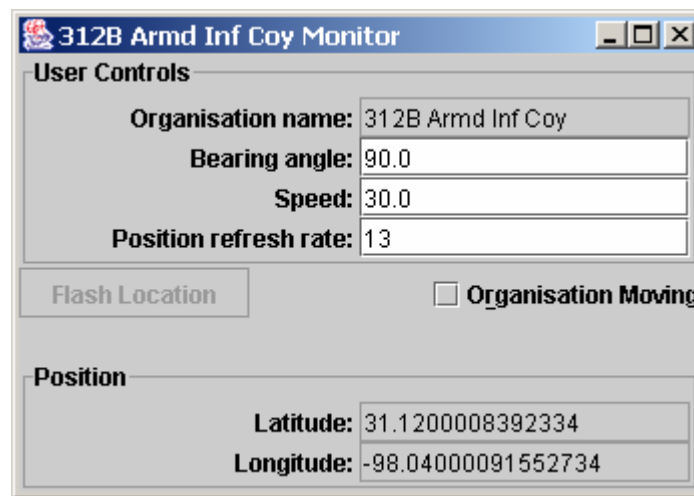 312B Armd Inf Coy Monitor
User Controls
Organisation name: 312B Armd Inf Coy
Bearing angle: 90.0
Speed: 30.0
Position refresh rate: 13
Flash Location Organisation Moving
Position
Latitude: 31.1200008392334
Longitude: -98.04000091552734